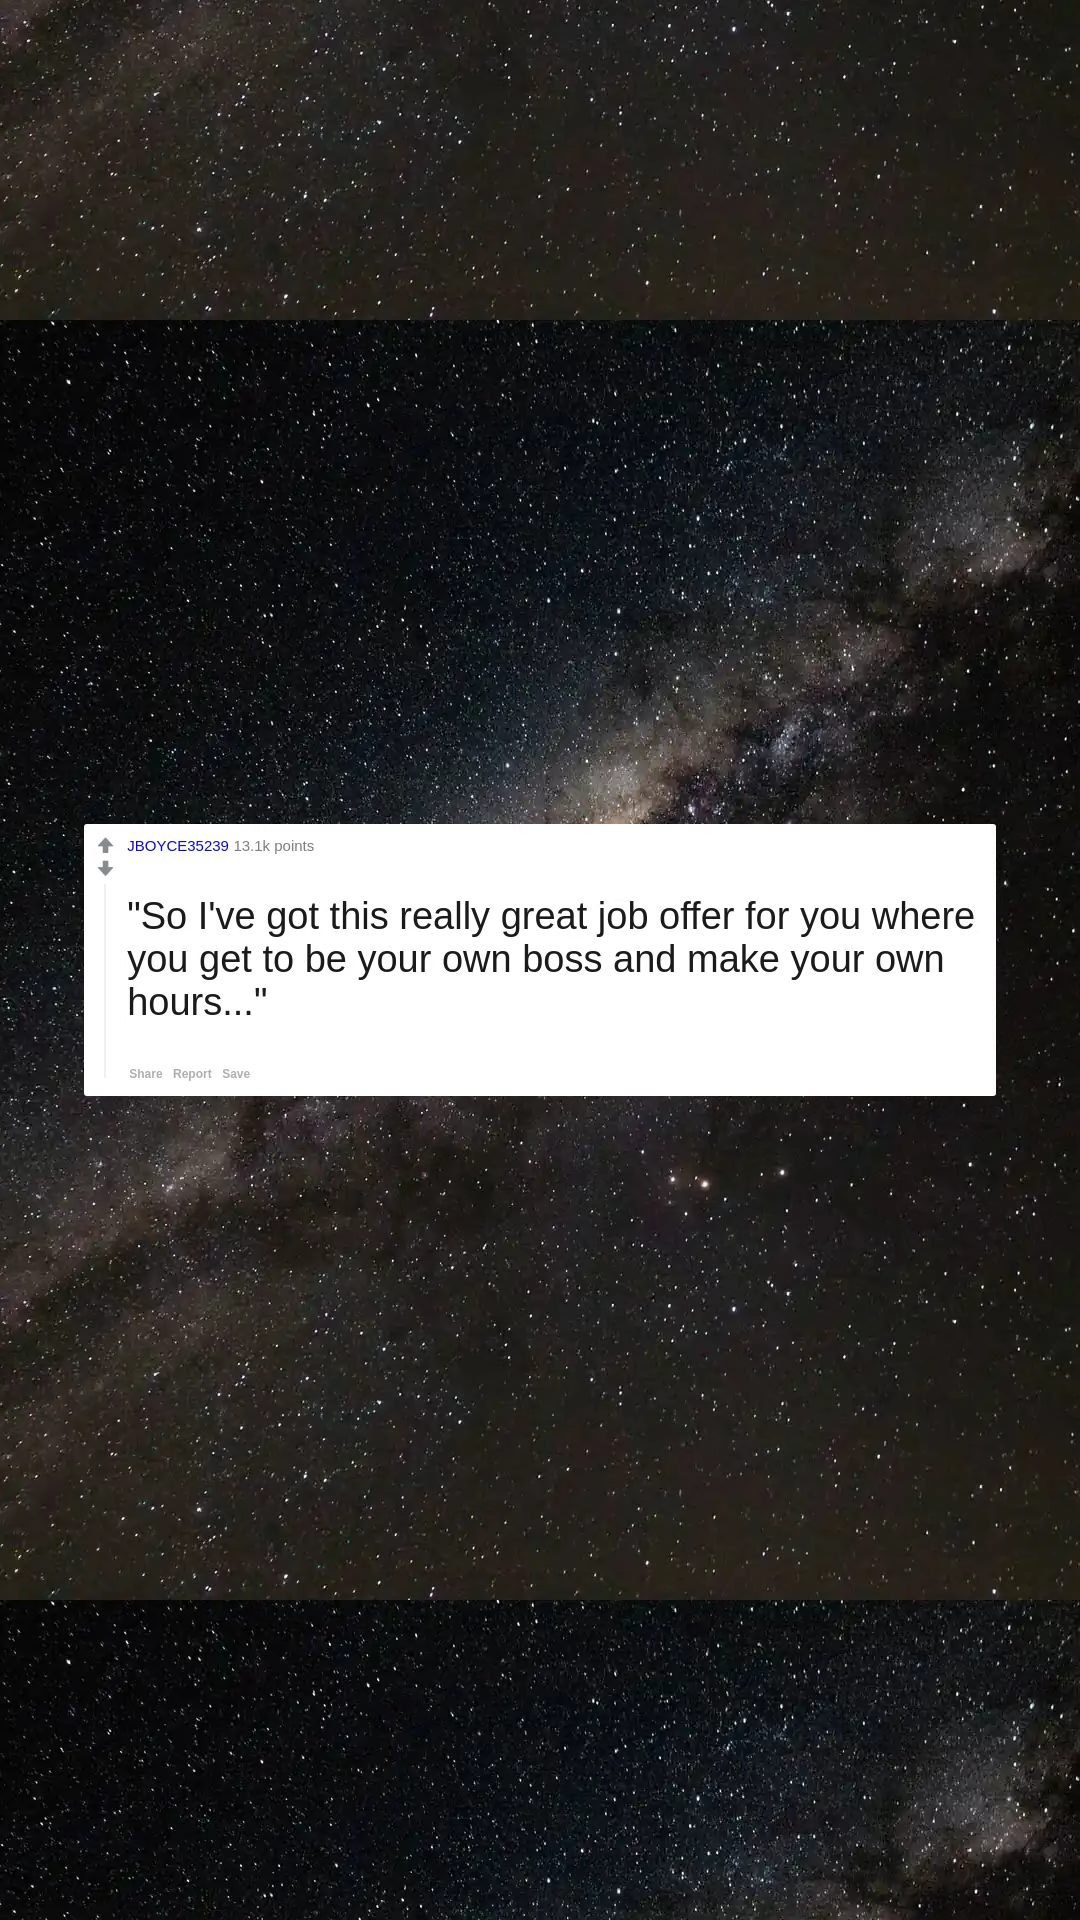 JBOYCE35239 13.1k points
"So I've got this really great job offer for you where
you get to be your own boss and make your own
hours..."
Share Report Save